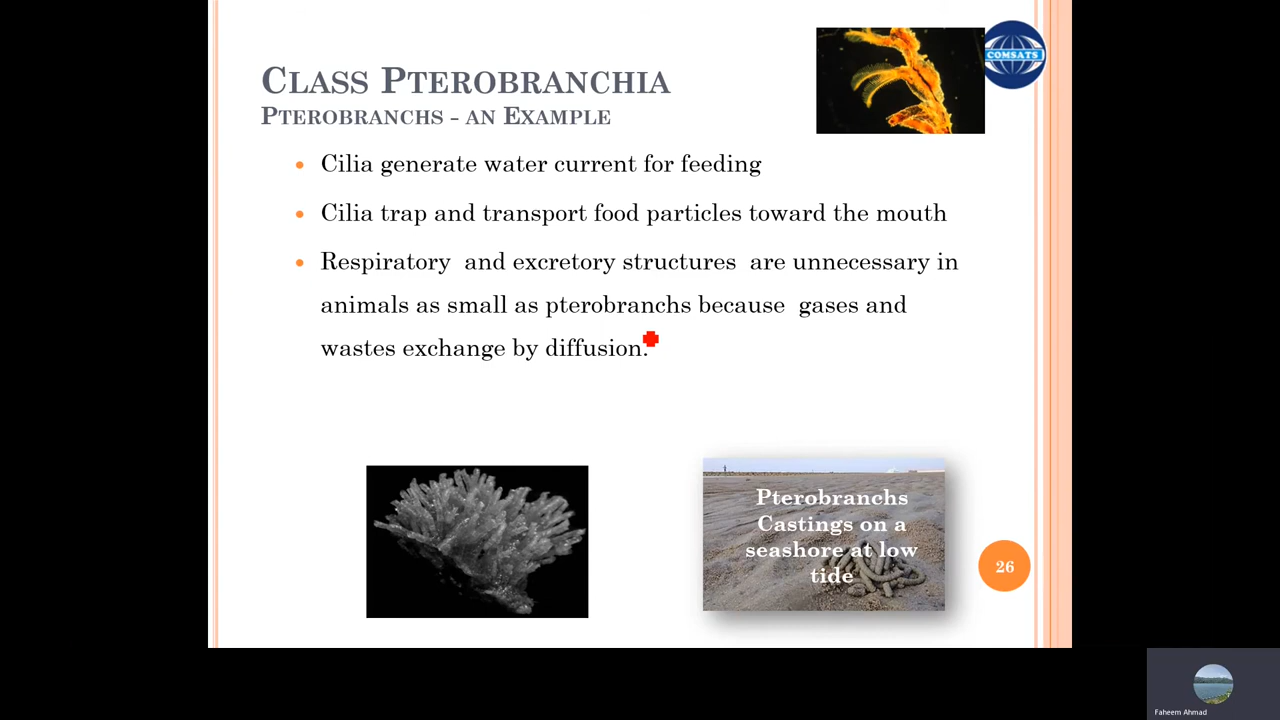 COMSATS
CLASS PTEROBRANCHIA
PTEROBRANCHS - AN EXAMPLE
Cilia generate water current for feeding
Cilia trap and transport food particles toward the mouth
Respiratory and excretory structures are unnecessary in
animals as small as pterobranchs because gases and
wastes exchange by diffusion.
Pterobranchs
Castings on a
seashore at low
tide
26
Faheem Ahmad